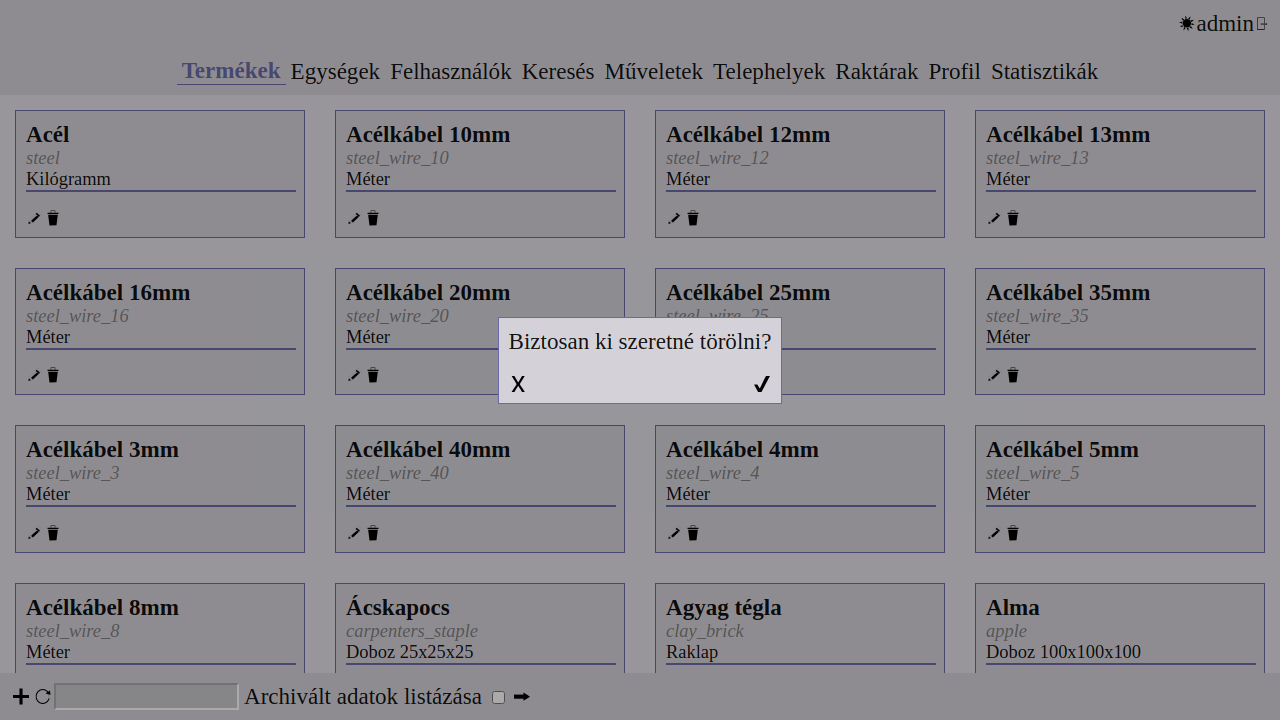 admin
Termékek Egységek Felhasználók Keresés Műveletek Telephelyek Raktárak Profil Statisztikák
Acél
steel
Kilógramm
Acélkábel 10mm
steel_wire_10
Méter
Acélkábel 12mm
steel_wire_12
Méter
Acélkábel 13mm
steel_wire_13
Méter
Acélkábel 16mm
steel_wire_16
Méter
Acélkábel 20mm
steel_wire_20
Méter
Acélkábel 25mm
steel_wire_25
Acélkábel 35mm
steel_wire_35
Méter
Biztosan ki szeretné törölni?
X
Acélkábel 3mm
steel_wire_3
Méter
Acélkábel 40mm
steel_wire_40
Méter
Acélkábel 4mm
steel_wire_4
Méter
Acélkábel 5mm
steel_wire_5
Méter
Acélkábel 8mm
steel_wire_8
Méter
Ácskapocs
carpenters_staple
Doboz 25x25x25
Agyag tégla
clay_brick
Raklap
Alma
apple
Doboz 100x100x100
Archivált adatok listázása